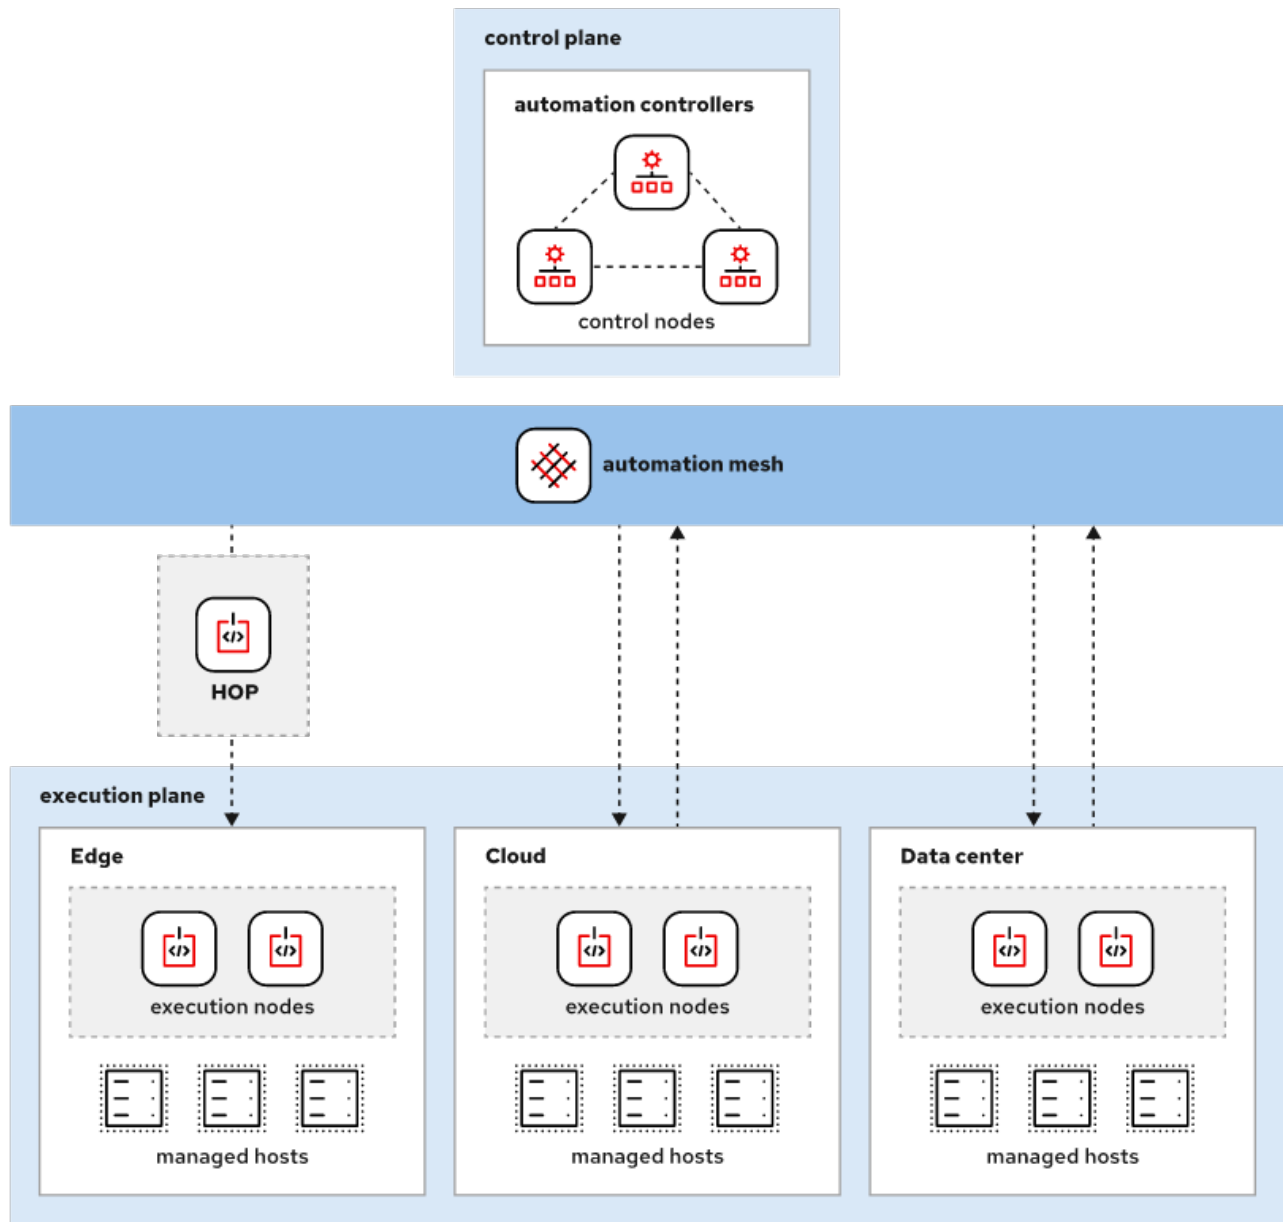 control plane
automation controllers
control nodes
automation mesh
</>
HOP
execution plane
Edge
</> </>
execution nodes
managed hosts
Cloud
</> </>
execution nodes
managed hosts
Data center
</> </>
execution nodes
managed hosts